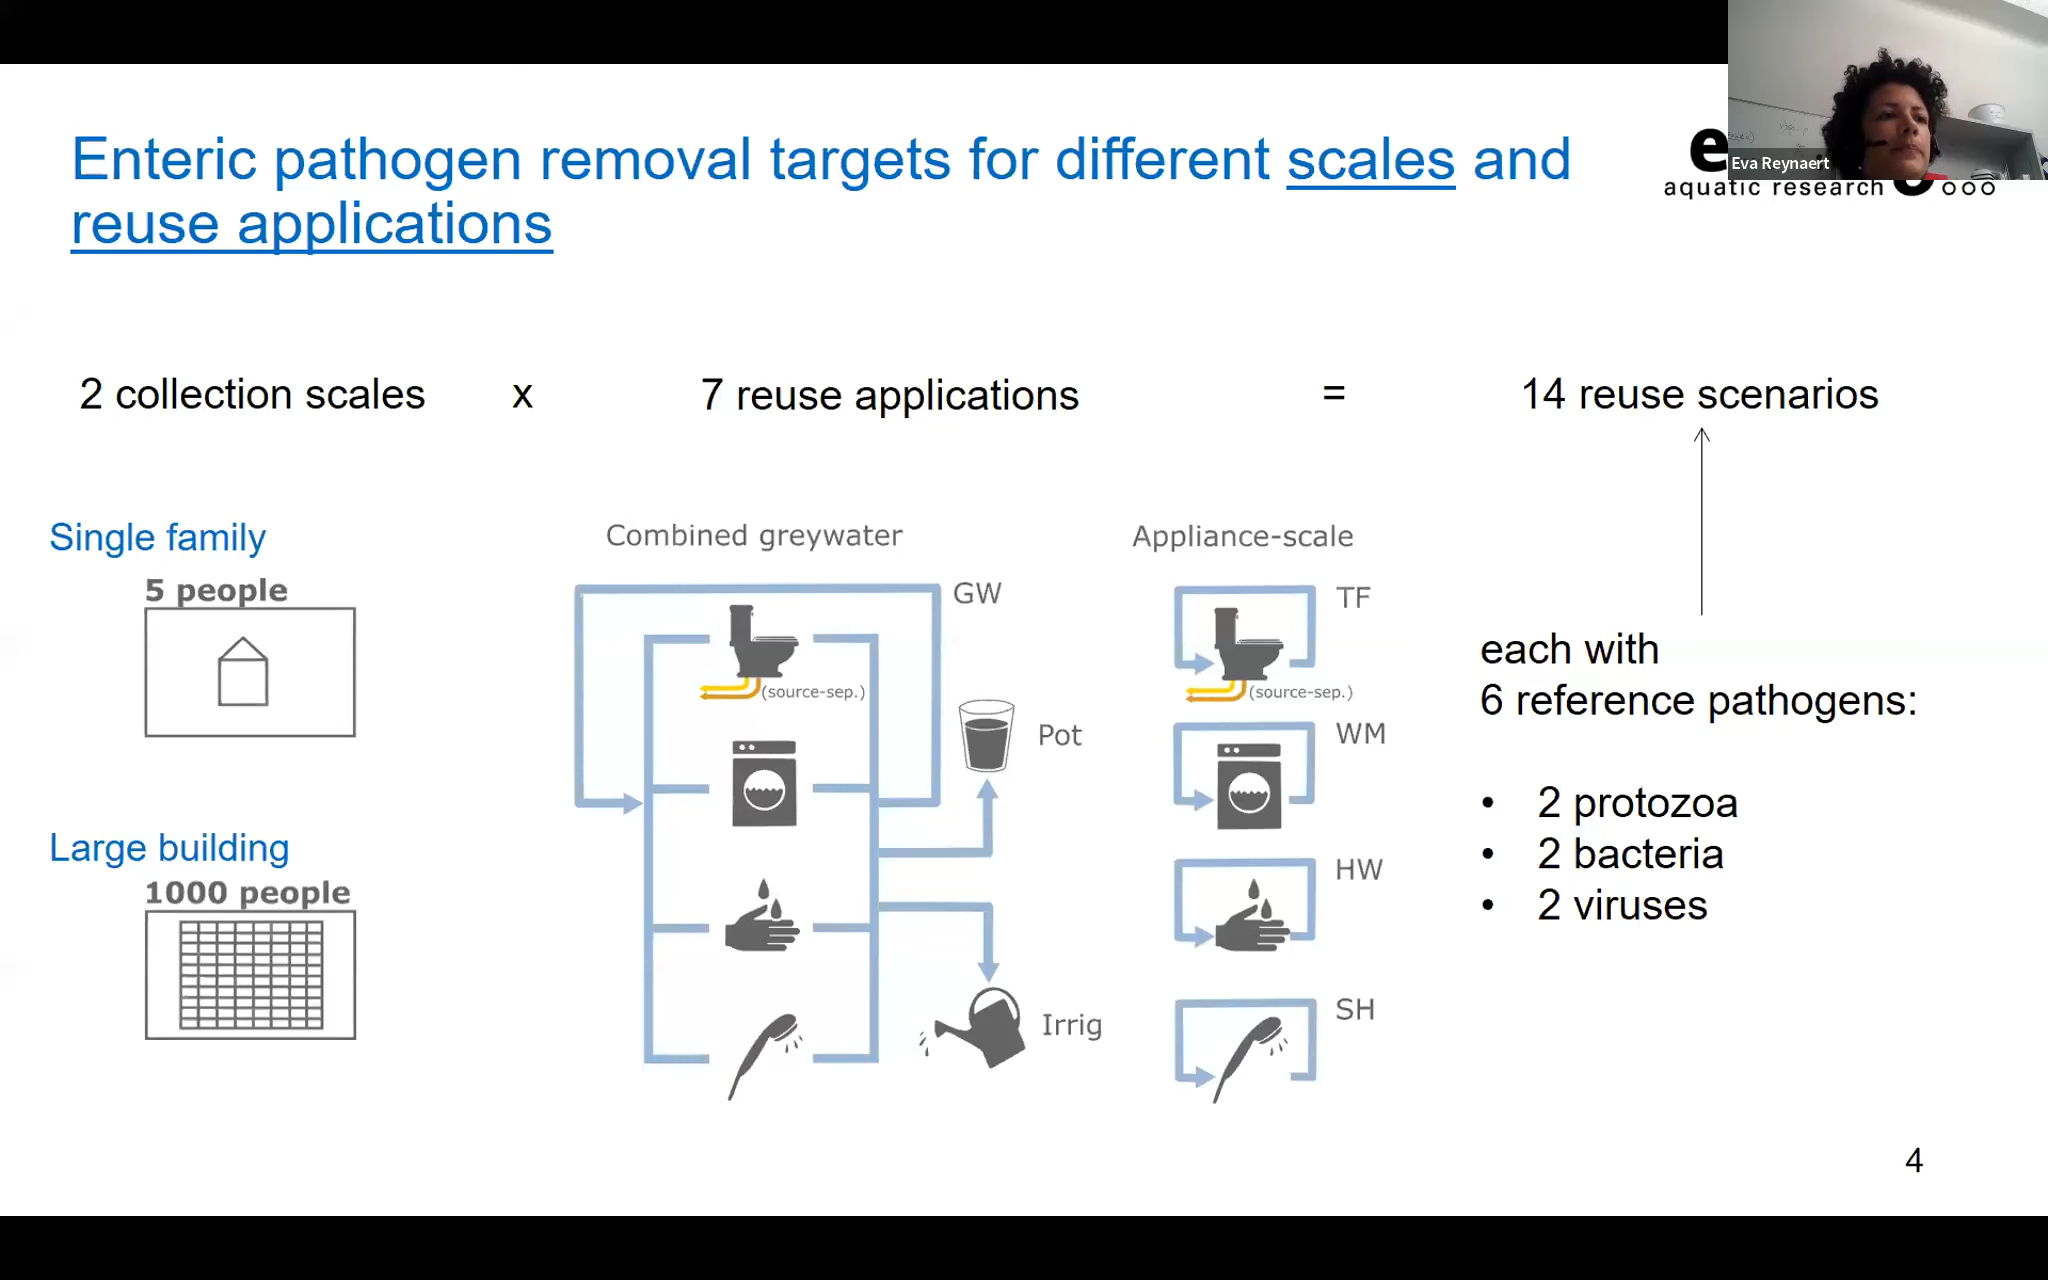 Enteric pathogen removal targets for different scales and
reuse applications
aquatic research
Eva Reynaert
2 collection scales x 7 reuse applications = 14 reuse scenarios
Single family
5 people
Large building
1000 people
Combined greywater
GW
(source-sep.)
Pot
Irrig
Appliance-scale
TF
(source-sep.)
WM
HW
SH
each with
6 reference pathogens:
• 2 protozoa
• 2 bacteria
• 2 viruses
4